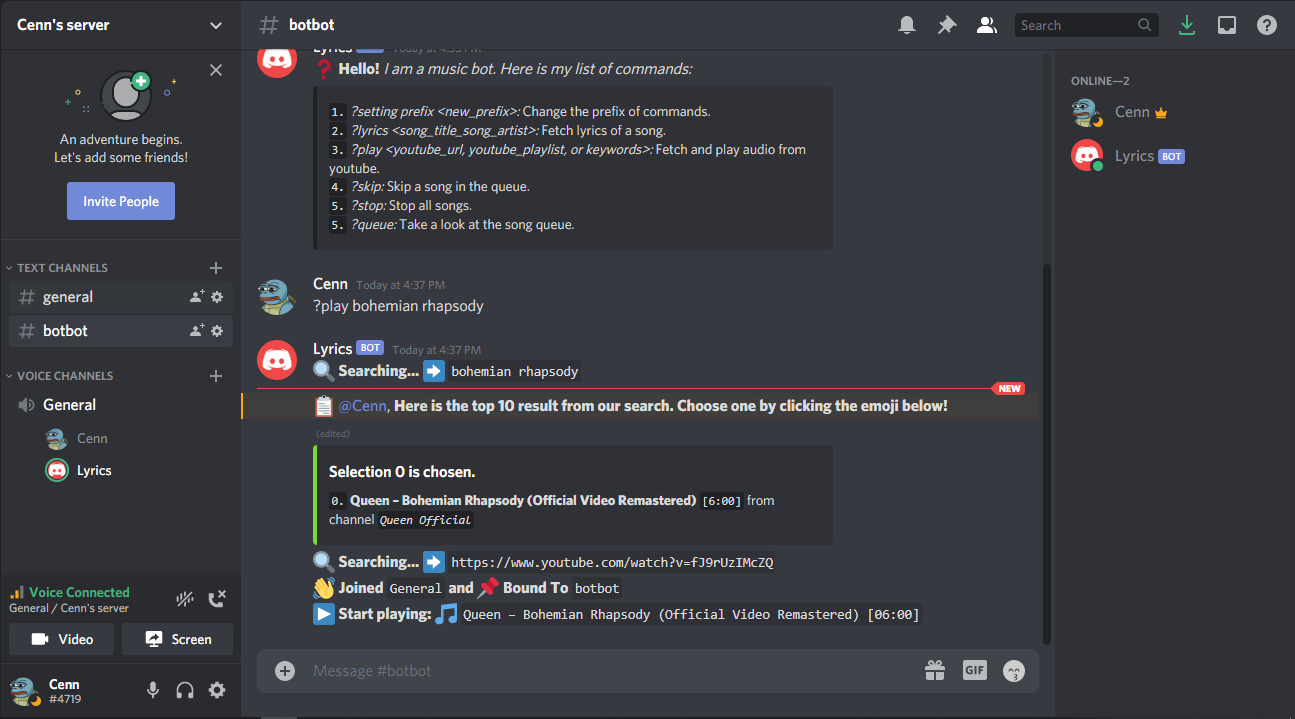 Cenn's server
An adventure begins.
Let's add some friends!
Invite People
TEXT CHANNELS
general
botbot
VOICE CHANNELS
General
Cenn
Lyrics
Voice Connected
General / Cenn's server
Video
Screen
Cenn
#4719
# botbot
Search
Lyrics BOT Today at 4:35 PM
Hello! I am a music bot. Here is my list of commands:
1. ?setting prefix <new_prefix>: Change the prefix of commands.
2. ?lyrics <song_title_song_artist>: Fetch lyrics of a song.
3. ?play <youtube_url, youtube_playlist, or keywords>: Fetch and play audio from
youtube.
4. ?skip: Skip a song in the queue.
5. ?stop: Stop all songs.
5. ?queue: Take a look at the song queue.
Cenn Today at 4:37 PM
?play bohemian rhapsody
Lyrics BOT Today at 4:37 PM
Searching... bohemian rhapsody
NEW
@Cenn, Here is the top 10 result from our search. Choose one by clicking the emoji below!
(edited)
Selection 0 is chosen.
0. Queen – Bohemian Rhapsody (Official Video Remastered) [6:00] from
channel Queen Official
Searching... https://www.youtube.com/watch?v=fJ9rUzIMcZQ
Joined General and Bound To botbot
Start playing: Queen – Bohemian Rhapsody (Official Video Remastered) [06:00]
Message #botbot
GIF
ONLINE—2
Cenn
Lyrics BOT